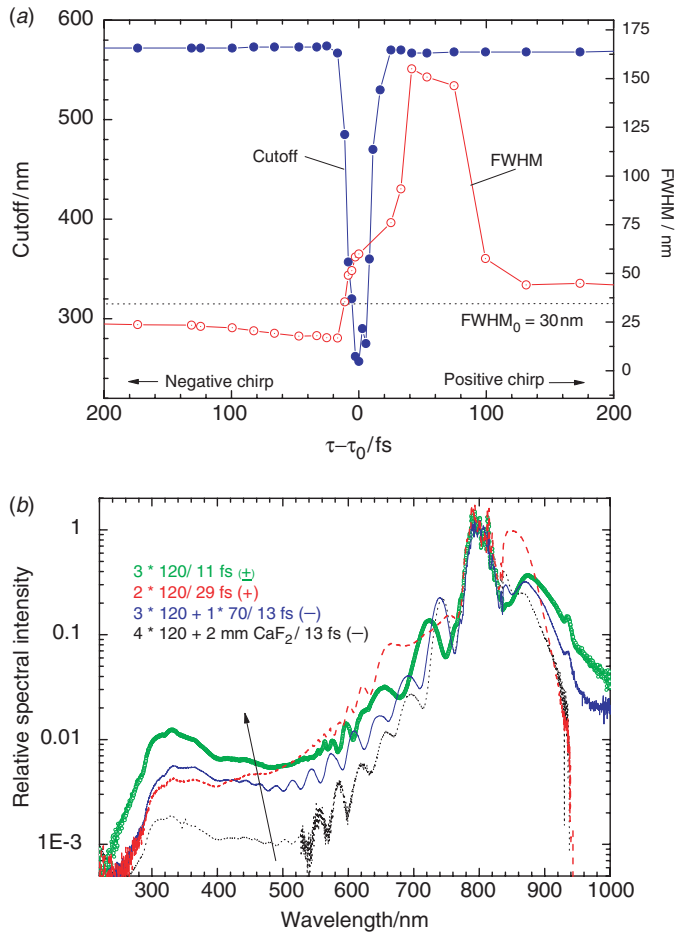 (a)
600
500
400
300
Cutoff/nm
175
150
125
100
75
50
25
0
FWHM / nm
Cutoff
FWHM
FWHM₀ = 30 nm
Negative chirp
Positive chirp
200
100
0
100
200
τ–τ₀/fs
(b)
1
0.1
0.01
1E-3
Relative spectral intensity
3 * 120/ 11 fs (±)
2 * 120/ 29 fs (+)
3 * 120 + 1* 70/ 13 fs (—)
4 * 120 + 2 mm CaF₂/ 13 fs (—)
300
400
500
600
700
800
900
1000
Wavelength/nm